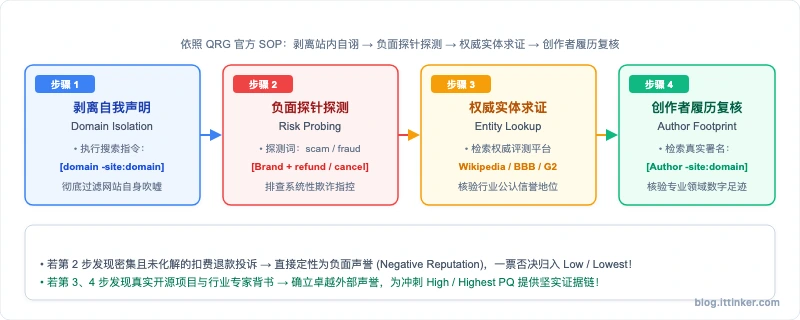 依照 QRG 官方 SOP：剥离站内自诩 → 负面探针探测 → 权威实体求证 → 创作者履历复核
步骤 1
剥离自我声明
Domain Isolation
• 执行搜索指令：
[domain -site:domain]
彻底过滤网站自身吹嘘
步骤 2
负面探针探测
Risk Probing
• 探测词：scam / fraud
[Brand + refund / cancel]
排查系统性欺诈指控
步骤 3
权威实体求证
Entity Lookup
• 检索权威评测平台
Wikipedia / BBB / G2
核验行业公认信誉地位
步骤 4
创作者履历复核
Author Footprint
• 检索真实署名：
[Author -site:domain]
核验专业领域数字足迹
• 若第 2 步发现密集且未化解的扣费退款投诉 → 直接定性为负面声誉 (Negative Reputation)，一票否决归入 Low / Lowest！
• 若第 3、4 步发现真实开源项目与行业专家背书 → 确立卓越外部声誉，为冲刺 High / Highest PQ 提供坚实证据链！
blog.ittinker.com